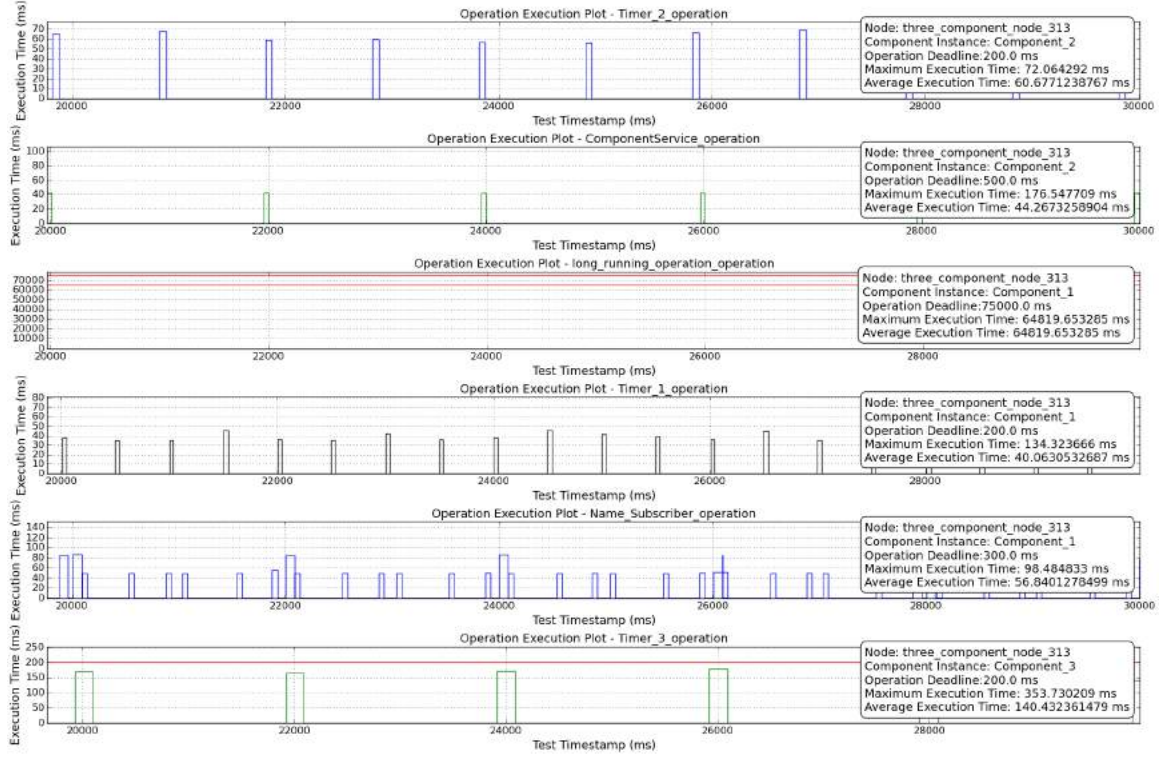 Operation Execution Plot - Timer_2_operation
Execution Time (ms)
70
60
50
40
30
20
10
0
20000 22000 24000 26000 28000 30000
Test Timestamp (ms)
Node: three_component_node_313
Component Instance: Component_2
Operation Deadline:200.0 ms
Maximum Execution Time: 72.064292 ms
Average Execution Time: 60.6771238767 ms
Operation Execution Plot - ComponentService_operation
Execution Time (ms)
100
80
60
40
20
0
20000 22000 24000 26000 28000 30000
Test Timestamp (ms)
Node: three_component_node_313
Component Instance: Component_2
Operation Deadline:500.0 ms
Maximum Execution Time: 176.547709 ms
Average Execution Time: 44.2673258904 ms
Operation Execution Plot - long_running_operation_operation
Execution Time (ms)
70000
60000
50000
40000
30000
20000
10000
0
20000 22000 24000 26000 28000
Test Timestamp (ms)
Node: three_component_node_313
Component Instance: Component_1
Operation Deadline:75000.0 ms
Maximum Execution Time: 64819.653285 ms
Average Execution Time: 64819.653285 ms
Operation Execution Plot - Timer_1_operation
Execution Time (ms)
80
70
60
50
40
30
20
10
0
20000 22000 24000 26000 28000
Test Timestamp (ms)
Node: three_component_node_313
Component Instance: Component_1
Operation Deadline:200.0 ms
Maximum Execution Time: 134.323666 ms
Average Execution Time: 40.0630532687 ms
Operation Execution Plot - Name_Subscriber_operation
Execution Time (ms)
140
120
100
80
60
40
20
0
20000 22000 24000 26000 28000 30000
Test Timestamp (ms)
Node: three_component_node_313
Component Instance: Component_1
Operation Deadline:300.0 ms
Maximum Execution Time: 98.484833 ms
Average Execution Time: 56.8401278499 ms
Operation Execution Plot - Timer_3_operation
Execution Time (ms)
250
200
150
100
50
0
20000 22000 24000 26000 28000
Test Timestamp (ms)
Node: three_component_node_313
Component Instance: Component_3
Operation Deadline:200.0 ms
Maximum Execution Time: 353.730209 ms
Average Execution Time: 140.432361479 ms